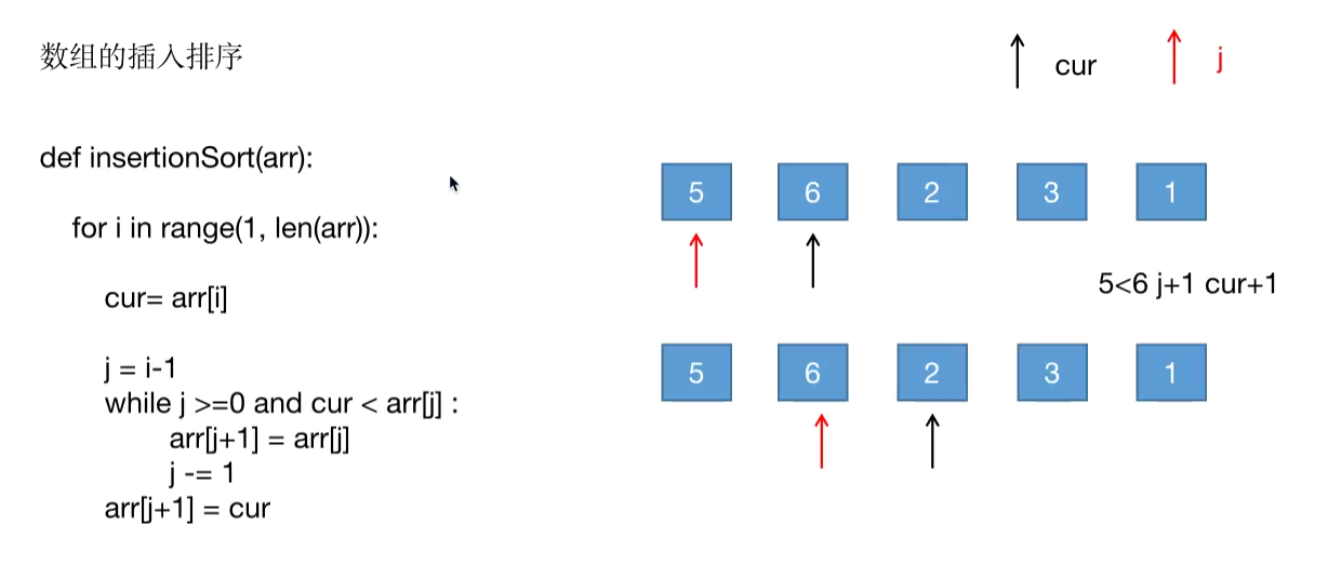 数组的插入排序
cur
j
def insertionSort(arr):
for i in range(1, len(arr)):
cur= arr[i]
j = i-1
while j >=0 and cur < arr[j] :
arr[j+1] = arr[j]
j -= 1
arr[j+1] = cur
5 6 2 3 1
5<6 j+1 cur+1
5 6 2 3 1